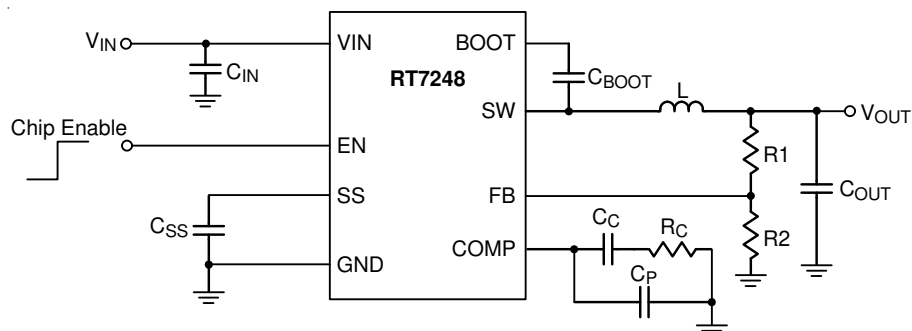 VIN
CIN
VIN
BOOT
RT7248
CBOOT
L
SW
VOUT
Chip Enable
EN
R1
SS
FB
COUT
CSS
CC
RC
R2
COMP
GND
CP